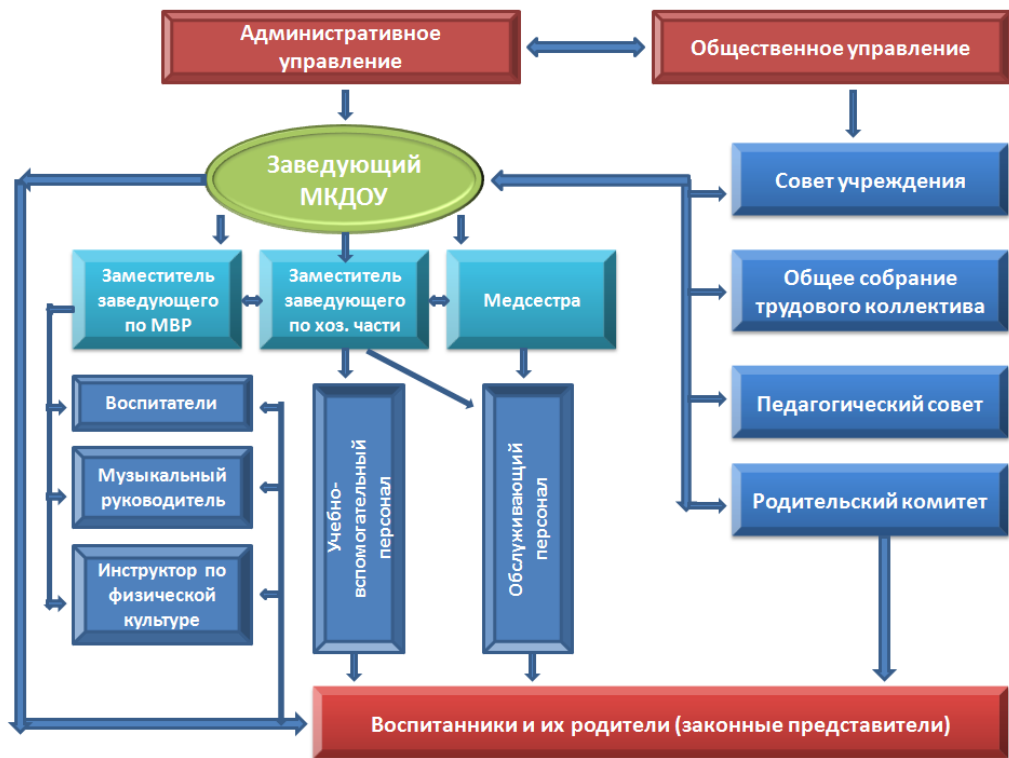 Административное
управление
Общественное управление
Заведующий
МКДОУ
Совет учреждения
Заместитель
заведующего
по МВР
Заместитель
заведующего
по хоз. части
Медсестра
Общее собрание
трудового коллектива
Воспитатели
Музыкальный
руководитель
Инструктор по
физической
культуре
Учебно-
вспомогательный
персонал
Обслуживающий
персонал
Педагогический совет
Родительский комитет
Воспитанники и их родители (законные представители)